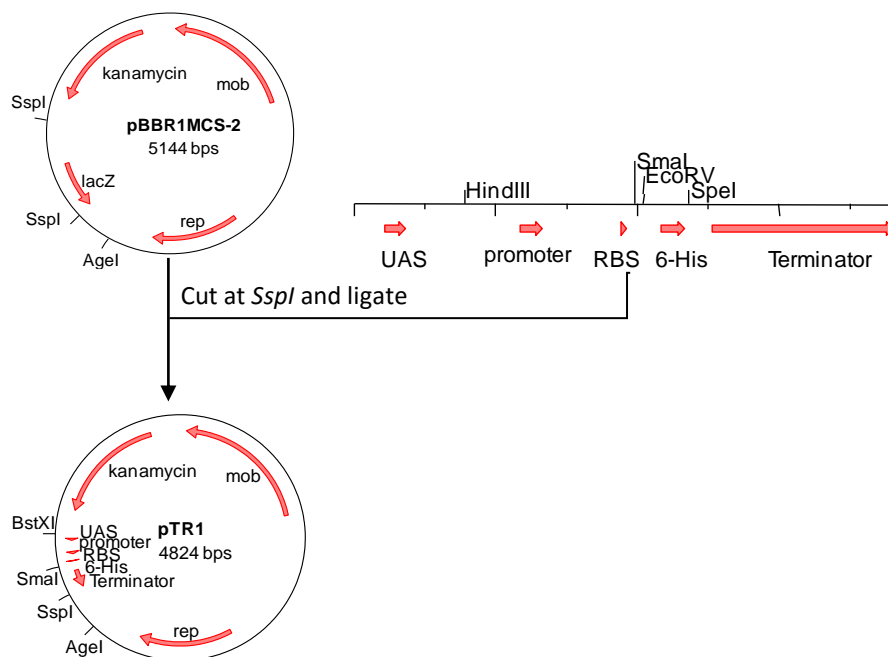 kanamycin
mob
SspI
pBBR1MCS-2
5144 bps
lacZ
SspI
rep
AgeI
SmaI
EcoRV
HindIII
SpeI
UAS
promoter
RBS
6-His
Terminator
Cut at SspI and ligate
kanamycin
mob
BstXI
UAS
promoter
pTR1
RBS
4824 bps
6-His
SmaI
Terminator
SspI
rep
AgeI